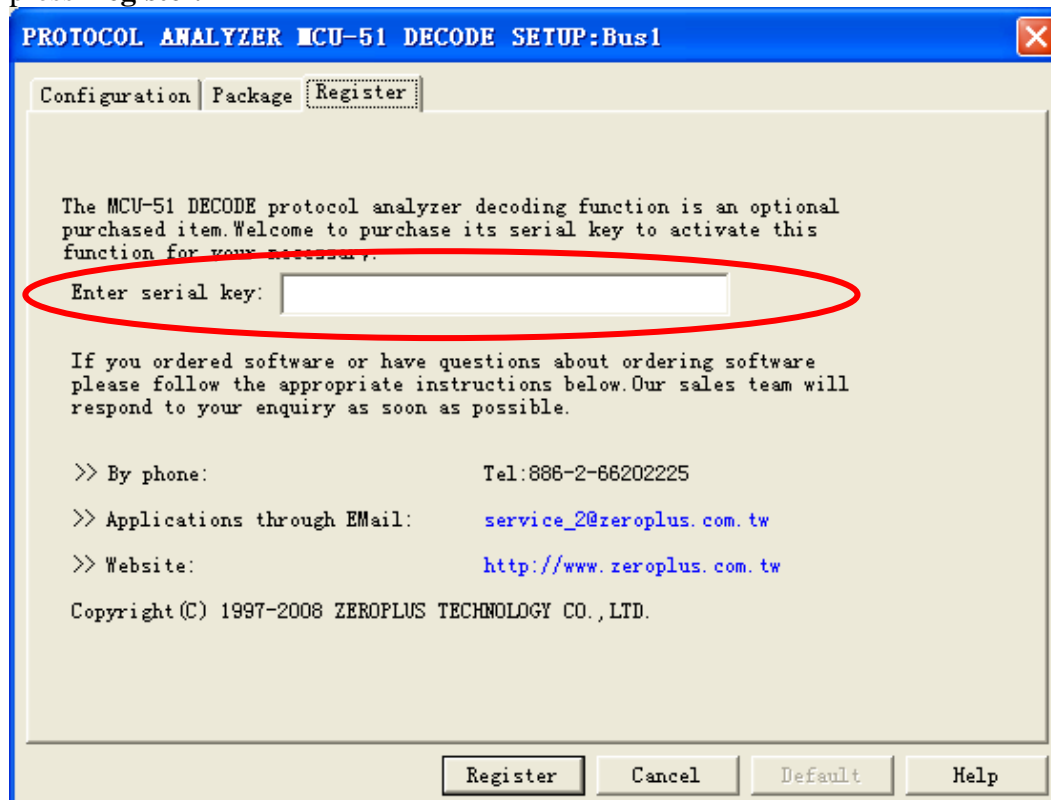 PROTOCOL ANALYZER MCU-51 DECODE SETUP:Bus1
Configuration Package Register
The MCU-51 DECODE protocol analyzer decoding function is an optional
purchased item.Welcome to purchase its serial key to activate this
function for your necessary.
Enter serial key:
If you ordered software or have questions about ordering software
please follow the appropriate instructions below.Our sales team will
respond to your enquiry as soon as possible.
>> By phone: Tel:886-2-66202225
>> Applications through EMail: service_2@zeroplus.com.tw
>> Website: http://www.zeroplus.com.tw
Copyright(C) 1997-2008 ZEROPLUS TECHNOLOGY CO.,LTD.
Register Cancel Default Help